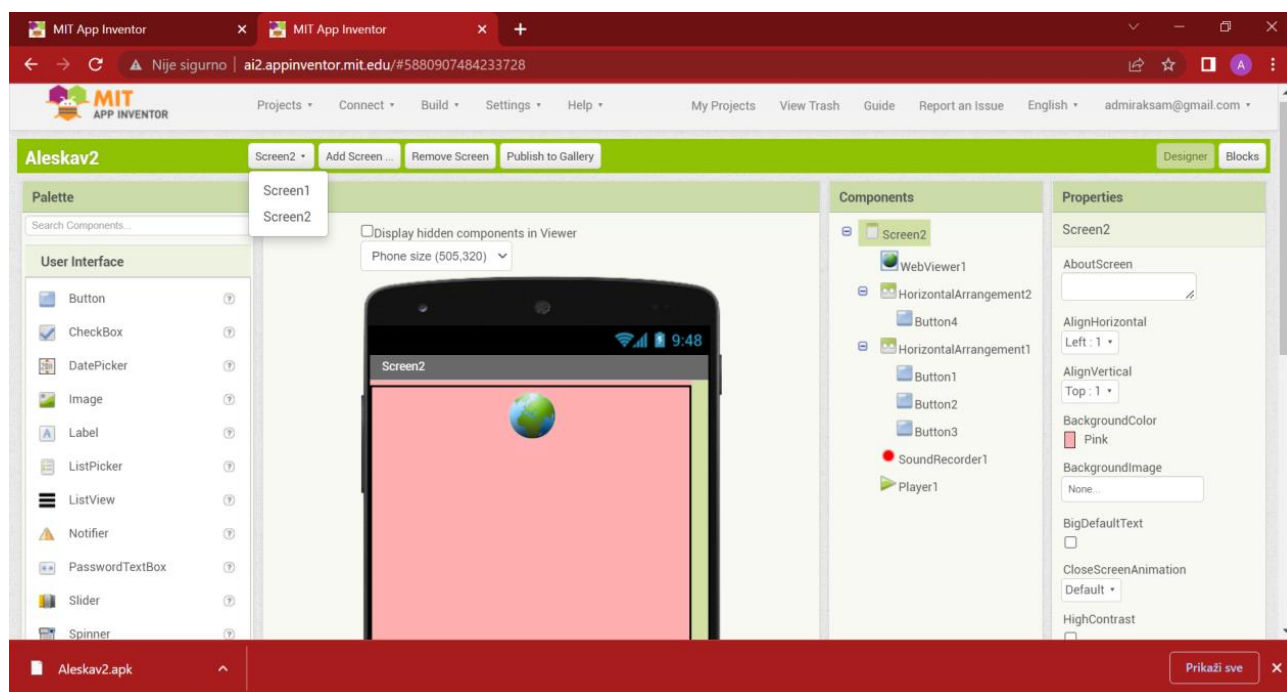 MIT App Inventor
MIT App Inventor
Nije sigurno
ai2.appinventor.mit.edu/#5880907484233728
A
MIT
APP INVENTOR
Projects
Connect
Build
Settings
Help
My Projects
View Trash
Guide
Report an Issue
English
admiraksam@gmail.com
Aleskav2
Screen2
Add Screen ...
Remove Screen
Publish to Gallery
Designer
Blocks
Screen1
Screen2
Palette
Search Components...
User Interface
Button
CheckBox
DatePicker
Image
Label
ListPicker
ListView
Notifier
PasswordTextBox
Slider
Spinner
Display hidden components in Viewer
Phone size (505,320)
9:48
Screen2
Components
Screen2
WebViewer1
HorizontalArrangement2
Button4
HorizontalArrangement1
Button1
Button2
Button3
SoundRecorder1
Player1
Properties
Screen2
AboutScreen
AlignHorizontal
Left : 1
AlignVertical
Top : 1
BackgroundColor
Pink
BackgroundImage
None...
BigDefaultText
CloseScreenAnimation
Default
HighContrast
Aleskav2.apk
Prikaži sve